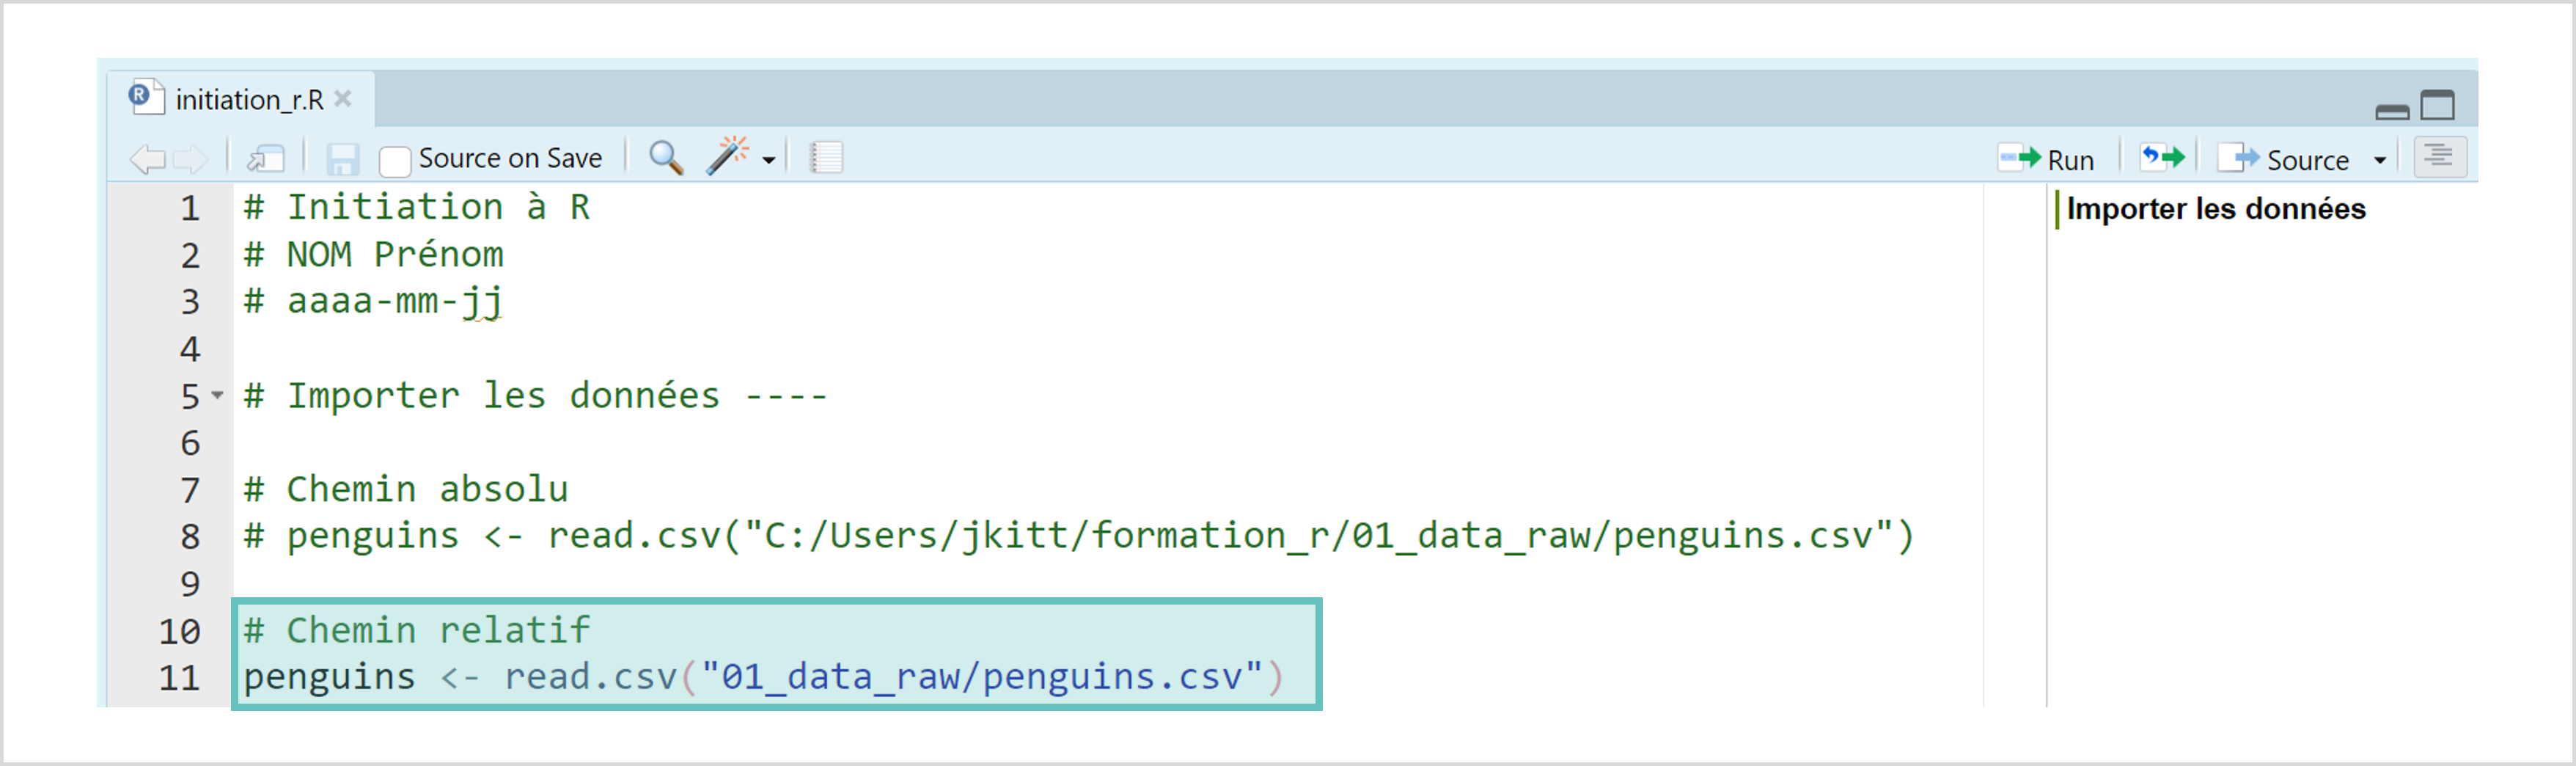 initiation_r.R
Source on Save
Run
Source
1 # Initiation à R
2 # NOM Prénom
3 # aaaa-mm-jj
4
5 # Importer les données ----
6
7 # Chemin absolu
8 # penguins <- read.csv("C:/Users/jkitt/formation_r/01_data_raw/penguins.csv")
9
10 # Chemin relatif
11 penguins <- read.csv("01_data_raw/penguins.csv")
Importer les données